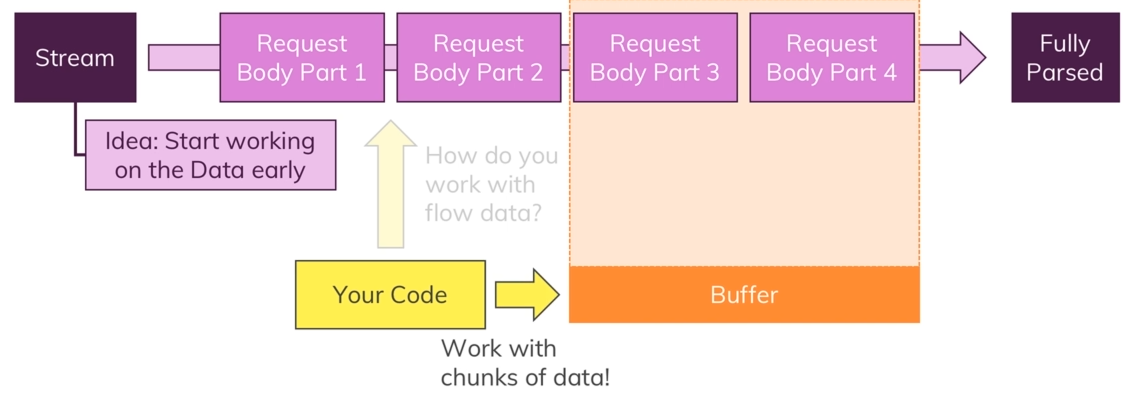 Stream
Request
Body Part 1
Request
Body Part 2
Request
Body Part 3
Request
Body Part 4
Fully
Parsed
Idea: Start working
on the Data early
How do you
work with
flow data?
Your Code
Buffer
Work with
chunks of data!